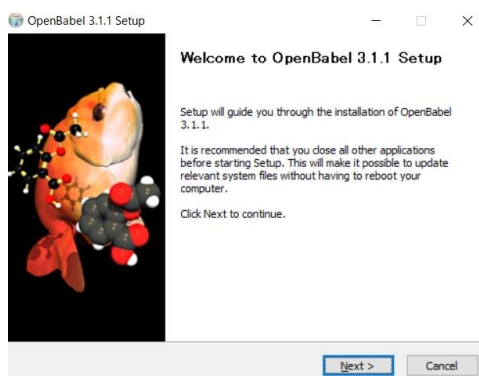 OpenBabel 3.1.1 Setup
Welcome to OpenBabel 3.1.1 Setup
Setup will guide you through the installation of OpenBabel
3.1.1.
It is recommended that you close all other applications
before starting Setup. This will make it possible to update
relevant system files without having to reboot your
computer.
Click Next to continue.
Next >
Cancel